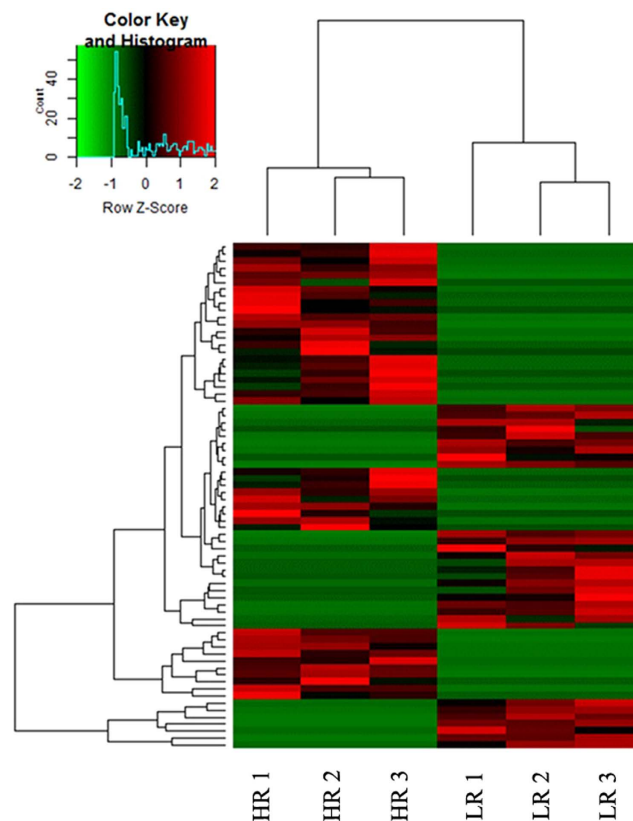 Color Key
and Histogram
Count
0 20 40
-2 -1 0 1 2
Row Z-Score
HR 1 HR 2 HR 3 LR 1 LR 2 LR 3